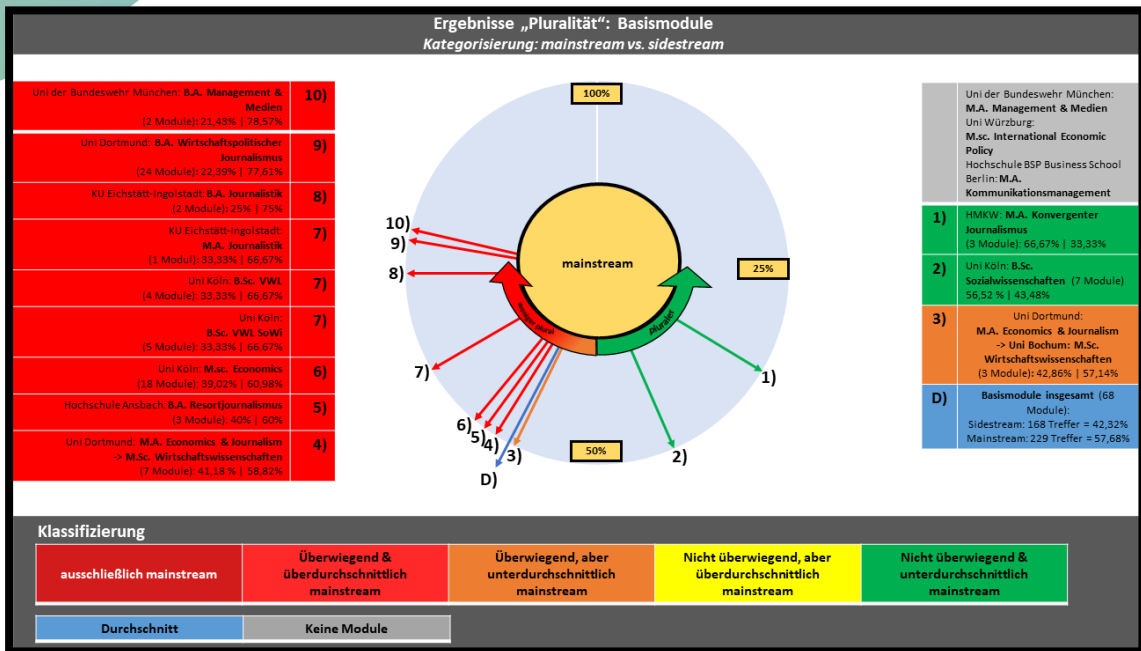 Ergebnisse „Pluralität“: Basismodule
Kategorisierung: mainstream vs. sidestream
Uni der Bundeswehr München: B.A. Management &
Medien
(2 Module): 21,43% | 78,57%
10)
Uni Dortmund: B.A. Wirtschaftspolitischer
Journalismus
(24 Module): 22,39% | 77,61%
9)
KU Eichstätt-Ingolstadt: B.A. Journalistik
(2 Module): 25% | 75%
8)
KU Eichstätt-Ingolstadt:
M.A. Journalistik
(1 Modul): 33,33% | 66,67%
7)
Uni Köln: B.Sc. VWL
(4 Module): 33,33% | 66,67%
7)
Uni Köln:
B.Sc. VWL SoWi
(5 Module): 33,33% | 66,67%
7)
Uni Köln: M.sc. Economics
(18 Module): 39,02% | 60,98%
6)
Hochschule Ansbach: B.A. Resortjournalismus
(3 Module): 40% | 60%
5)
Uni Dortmund: M.A. Economics & Journalism
-> M.Sc. Wirtschaftswissenschaften
(7 Module): 41,18 % | 58,82%
4)
100%
25%
50%
mainstream
weniger plural
pluraler
10)
9)
8)
7)
6)
5)
4)
D)
3)
2)
1)
Uni der Bundeswehr München:
M.A. Management & Medien
Uni Würzburg:
M.sc. International Economic
Policy
Hochschule BSP Business School
Berlin: M.A.
Kommunikationsmanagement
1)
HMKW: M.A. Konvergenter
Journalismus
(3 Module): 66,67% | 33,33%
2)
Uni Köln: B.Sc.
Sozialwissenschaften (7 Module)
56,52 % | 43,48%
3)
Uni Dortmund:
M.A. Economics & Journalism
-> Uni Bochum: M.Sc.
Wirtschaftswissenschaften
(3 Module): 42,86% | 57,14%
D)
Basismodule insgesamt (68
Module):
Sidestream: 168 Treffer = 42,32%
Mainstream: 229 Treffer = 57,68%
Klassifizierung
ausschließlich mainstream
Überwiegend &
überdurchschnittlich
mainstream
Überwiegend, aber
unterdurchschnittlich
mainstream
Nicht überwiegend, aber
überdurchschnittlich
mainstream
Nicht überwiegend &
unterdurchschnittlich
mainstream
Durchschnitt
Keine Module